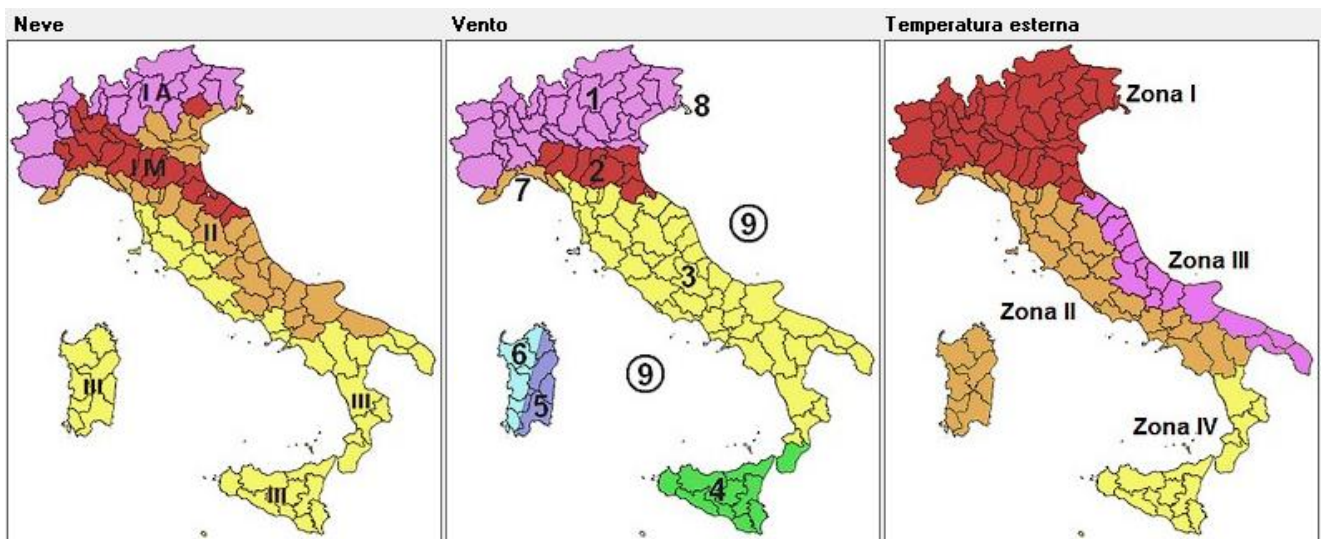 Neve
I A
I M
II
III
III
III
Vento
1
8
2
7
9
3
6
9
5
4
Temperatura esterna
Zona I
Zona III
Zona II
Zona IV